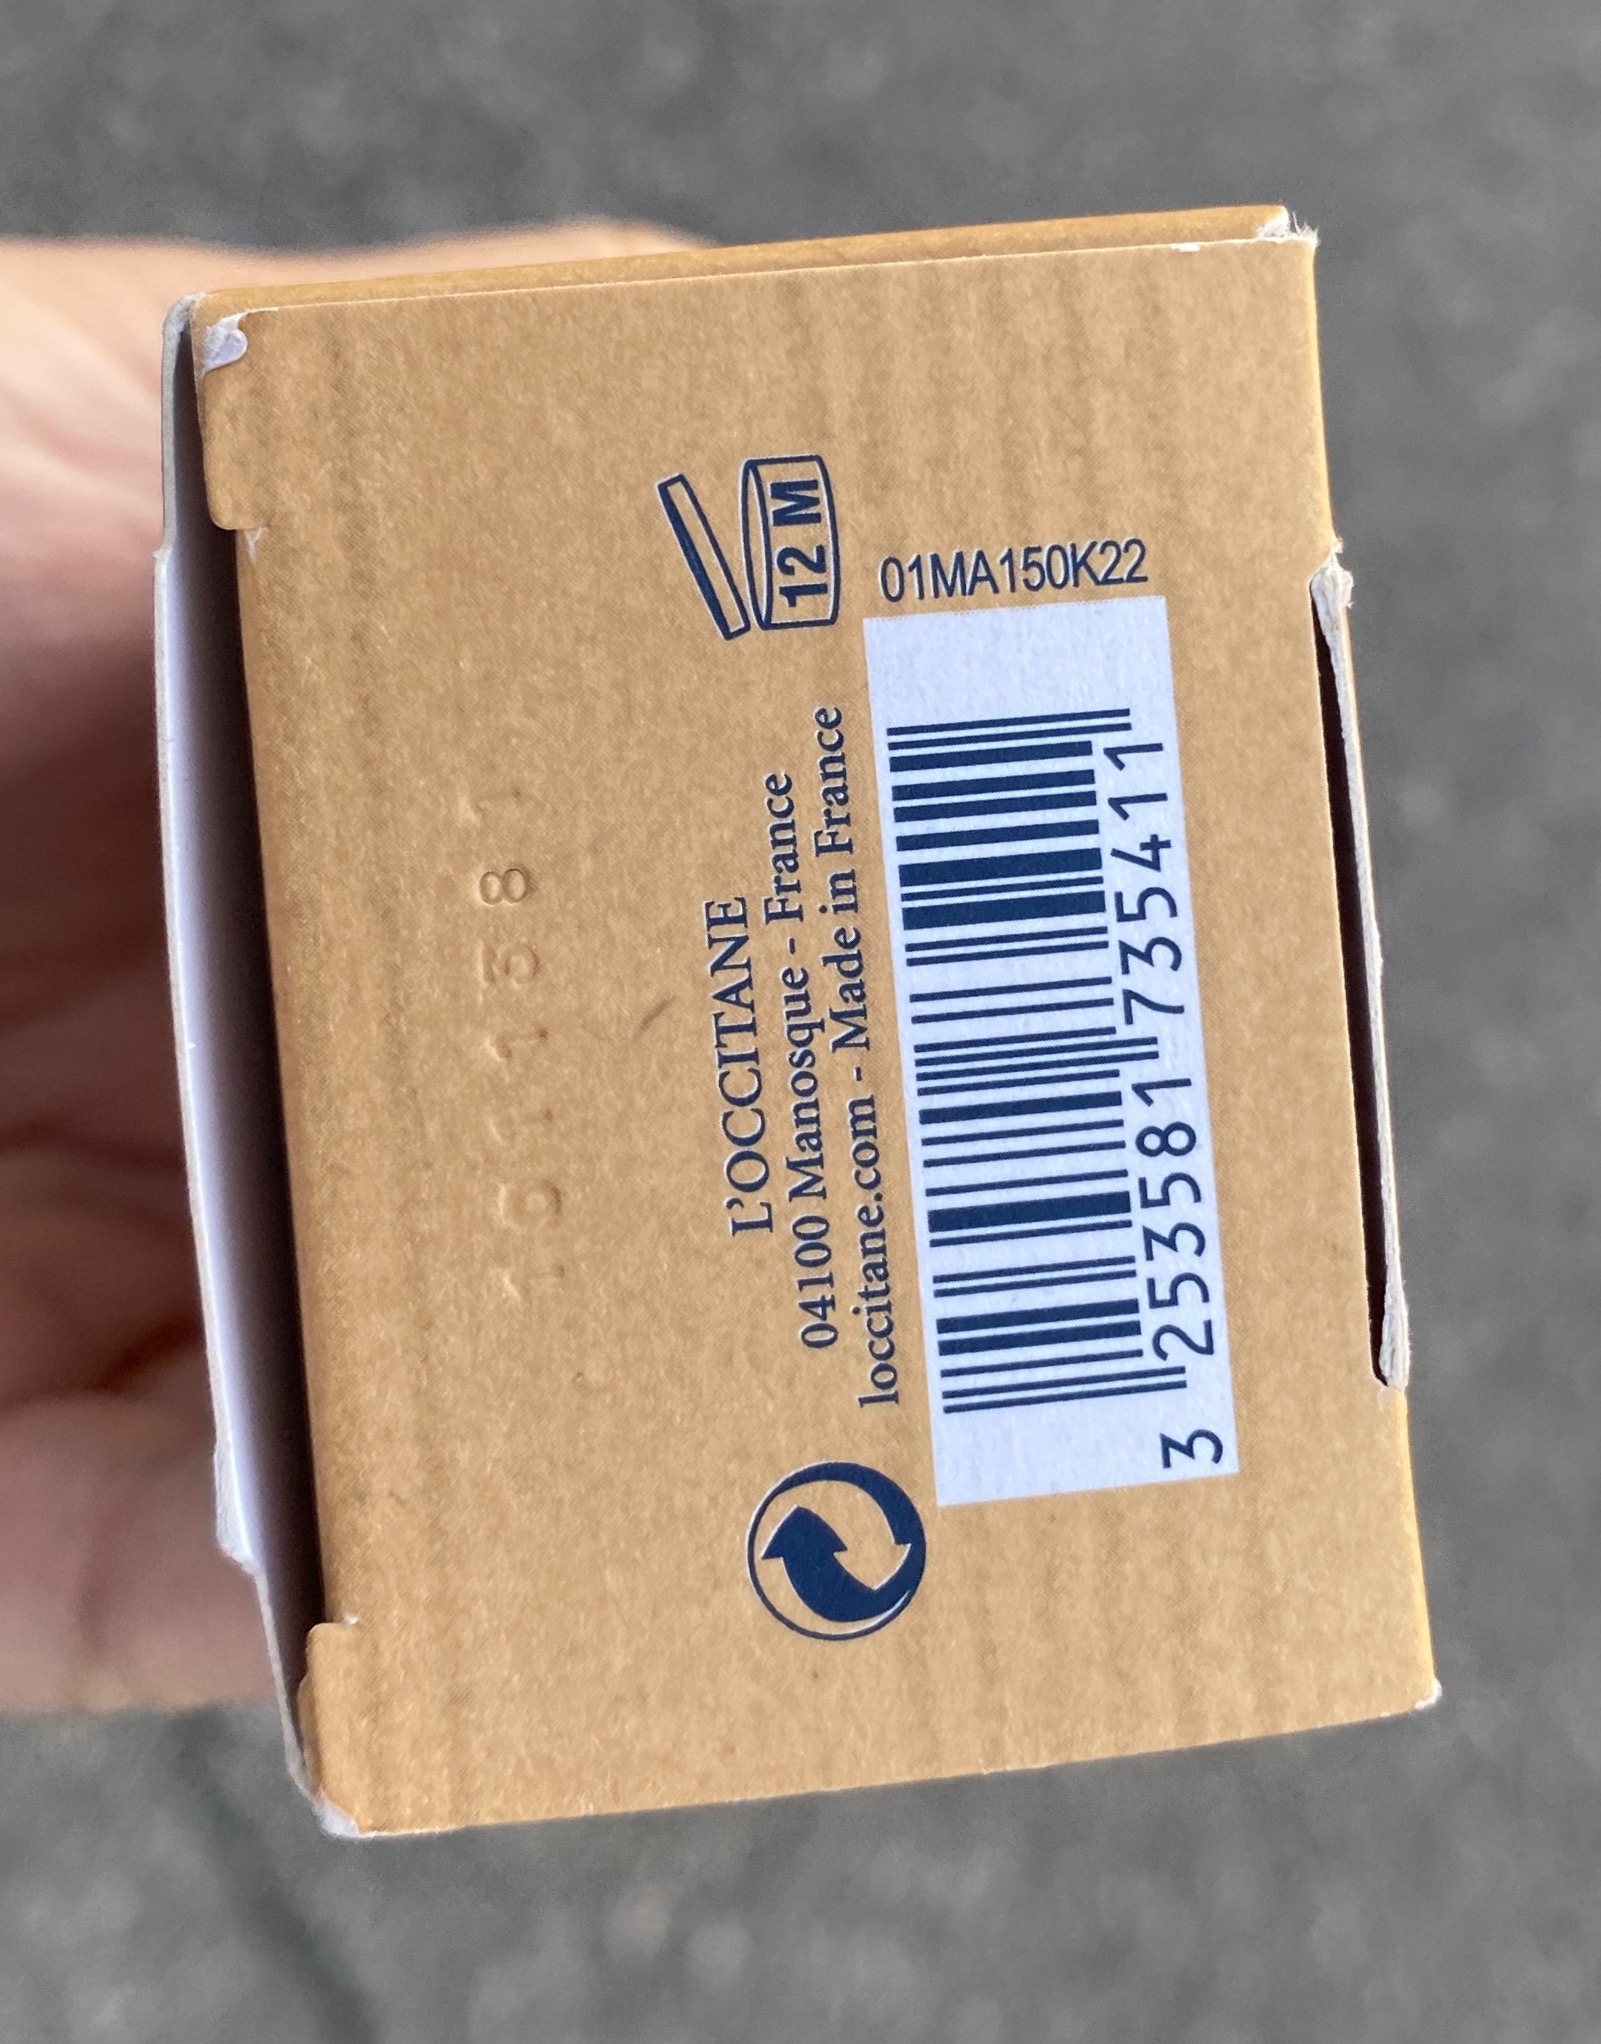 12 M
01MA150K22
L'OCCITANE
04100 Manosque - France
loccitane.com - Made in France
3 253581 735411